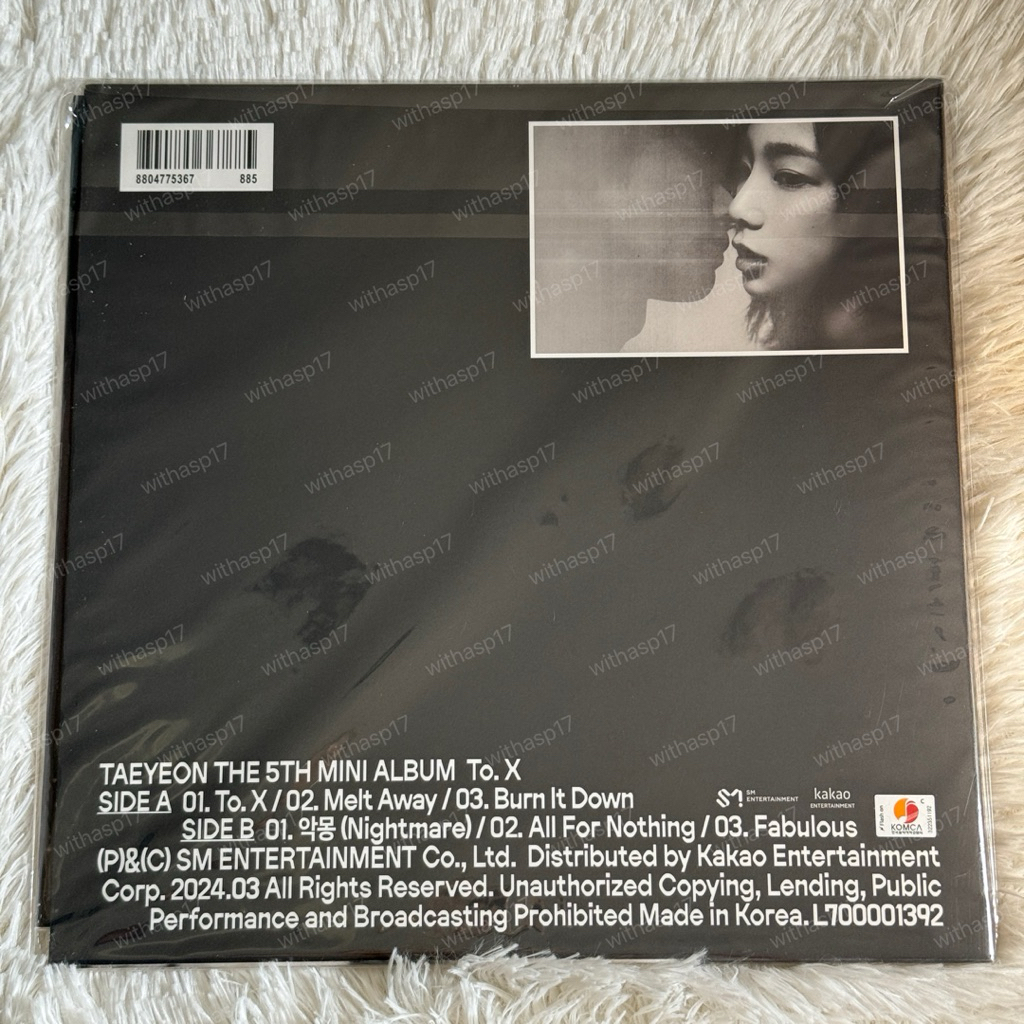 8804775367 885
TAEYEON THE 5TH MINI ALBUM To. X
SIDE A 01. To. X / 02. Melt Away / 03. Burn It Down
SM ENTERTAINMENT
kakao ENTERTAINMENT
SIDE B 01. 악몽 (Nightmare) / 02. All For Nothing / 03. Fabulous
KOMCA
(P)&(C) SM ENTERTAINMENT Co., Ltd. Distributed by Kakao Entertainment
Corp. 2024.03 All Rights Reserved. Unauthorized Copying, Lending, Public
Performance and Broadcasting Prohibited Made in Korea. L700001392
withasp17